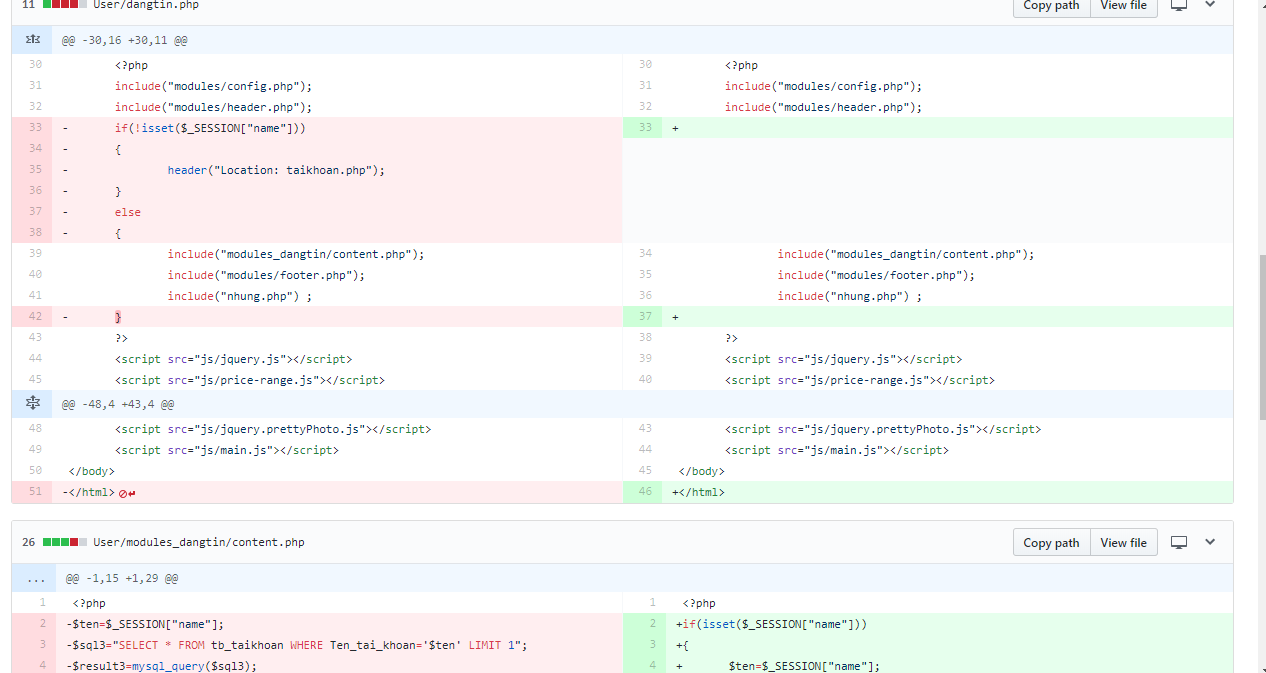 11 User/dangtin.php Copy path View file
@@ -30,16 +30,11 @@
30 <?php 30 <?php
31 include("modules/config.php"); 31 include("modules/config.php");
32 include("modules/header.php"); 32 include("modules/header.php");
33 - if(!isset($_SESSION["name"])) 33 +
34 - {
35 - header("Location: taikhoan.php");
36 - }
37 - else
38 - {
39 include("modules_dangtin/content.php"); 34 include("modules_dangtin/content.php");
40 include("modules/footer.php"); 35 include("modules/footer.php");
41 include("nhung.php") ; 36 include("nhung.php") ;
42 - } 37 +
43 ?> 38 ?>
44 <script src="js/jquery.js"></script> 39 <script src="js/jquery.js"></script>
45 <script src="js/price-range.js"></script> 40 <script src="js/price-range.js"></script>
@@ -48,4 +43,4 @@
48 <script src="js/jquery.prettyPhoto.js"></script> 43 <script src="js/jquery.prettyPhoto.js"></script>
49 <script src="js/main.js"></script> 44 <script src="js/main.js"></script>
50 </body> 45 </body>
51 -</html> 46 +</html>
26 User/modules_dangtin/content.php Copy path View file
... @@ -1,15 +1,29 @@
1 <?php 1 <?php
2 -$ten=$_SESSION["name"]; 2 +if(isset($_SESSION["name"]))
3 -$sql3="SELECT * FROM tb_taikhoan WHERE Ten_tai_khoan='$ten' LIMIT 1"; 3 +{
4 -$result3=mysql_query($sql3); 4 + $ten=$_SESSION["name"];